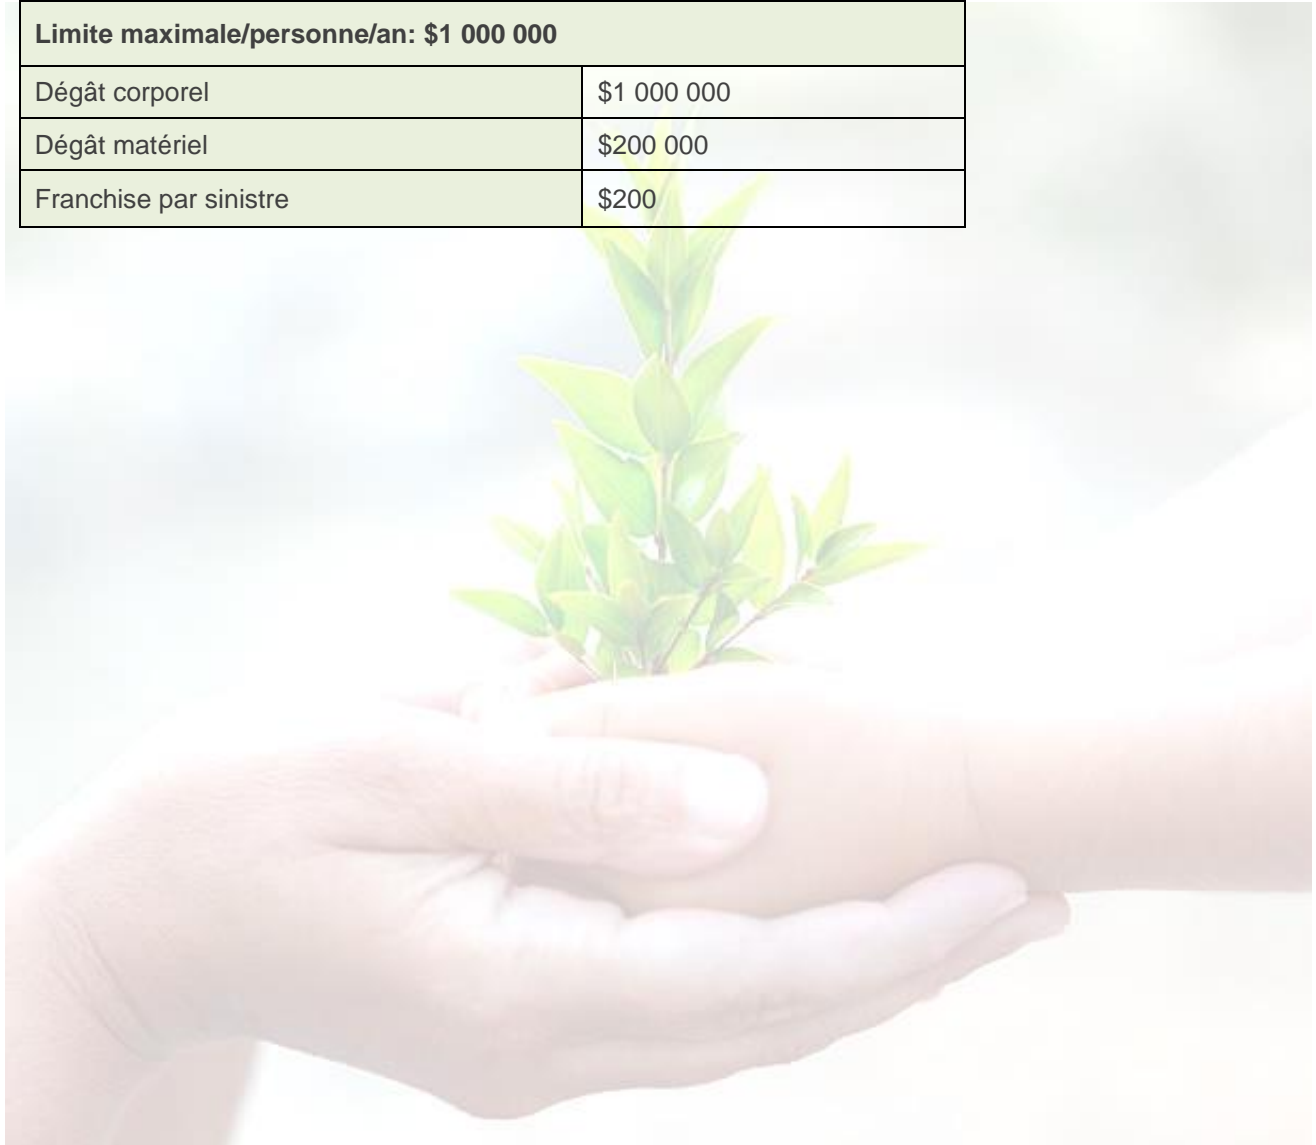 Limite maximale/personne/an: $1 000 000
Dégât corporel $1 000 000
Dégât matériel $200 000
Franchise par sinistre $200